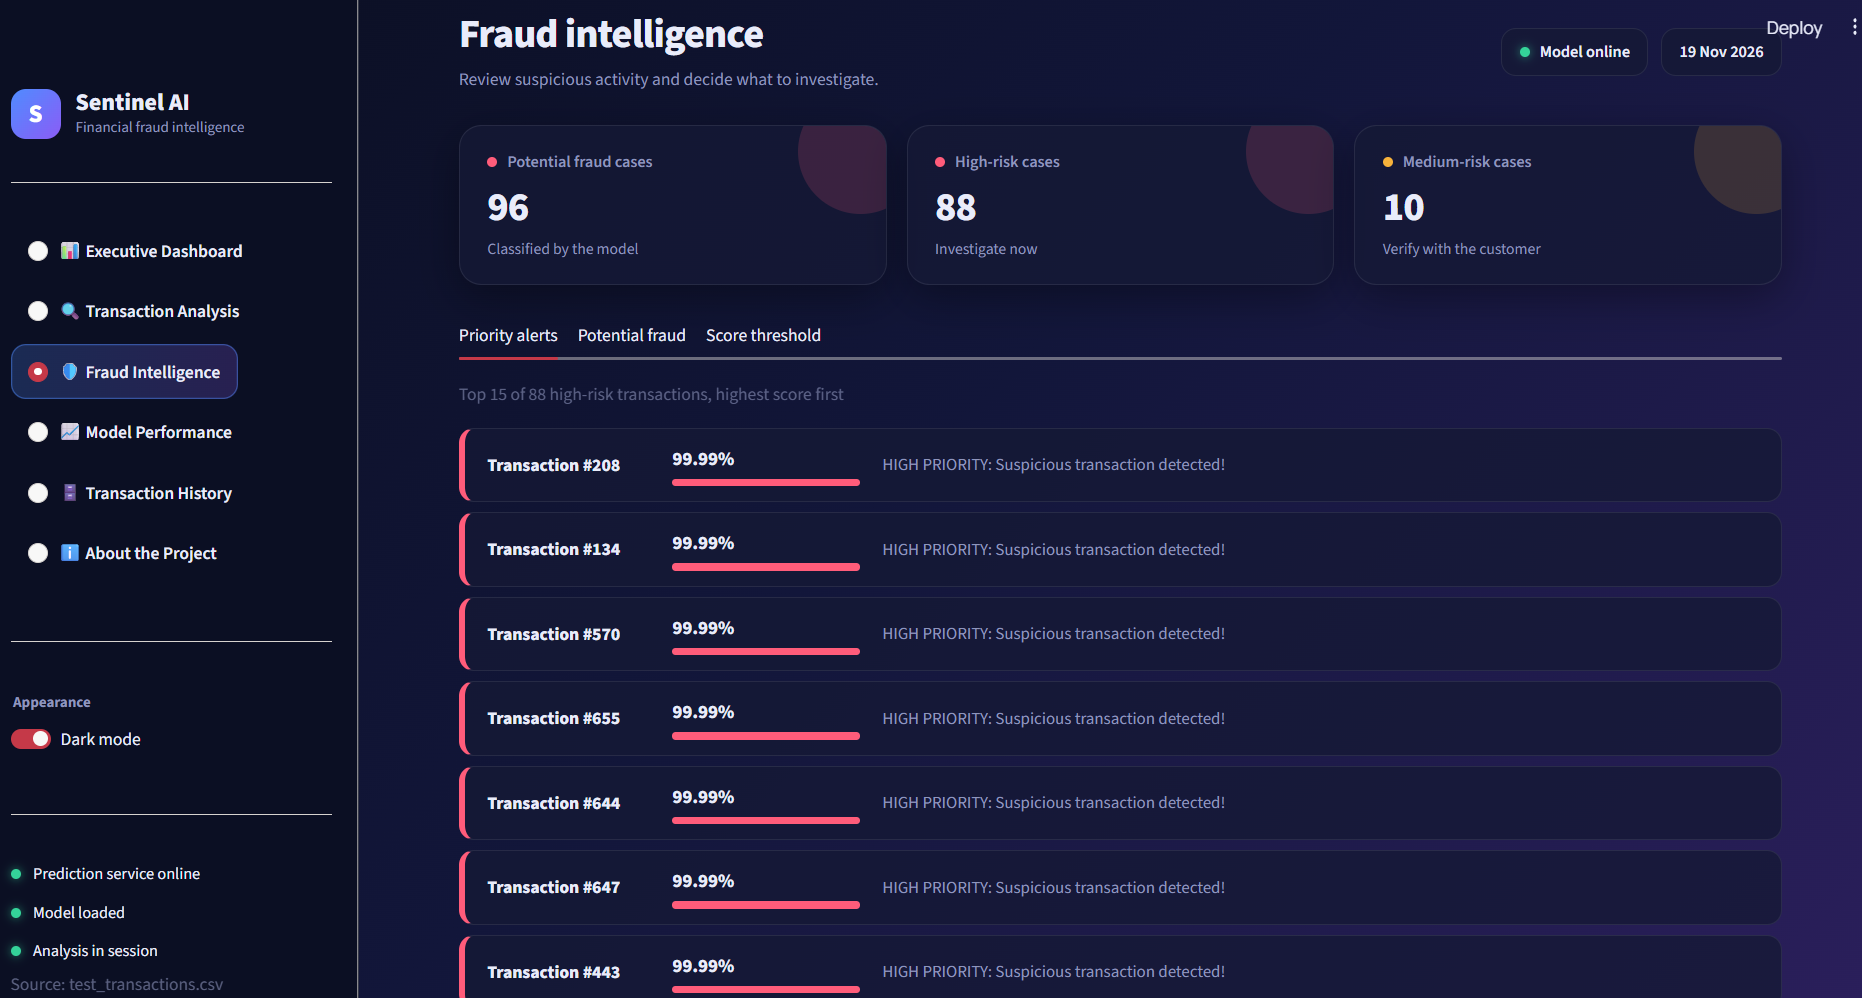 Deploy
S
Sentinel AI
Financial fraud intelligence
Executive Dashboard
Transaction Analysis
Fraud Intelligence
Model Performance
Transaction History
About the Project
Appearance
Dark mode
Prediction service online
Model loaded
Analysis in session
Source: test_transactions.csv
Fraud intelligence
Review suspicious activity and decide what to investigate.
Model online
19 Nov 2026
Potential fraud cases
96
Classified by the model
High-risk cases
88
Investigate now
Medium-risk cases
10
Verify with the customer
Priority alerts Potential fraud Score threshold
Top 15 of 88 high-risk transactions, highest score first
Transaction #208 99.99% HIGH PRIORITY: Suspicious transaction detected!
Transaction #134 99.99% HIGH PRIORITY: Suspicious transaction detected!
Transaction #570 99.99% HIGH PRIORITY: Suspicious transaction detected!
Transaction #655 99.99% HIGH PRIORITY: Suspicious transaction detected!
Transaction #644 99.99% HIGH PRIORITY: Suspicious transaction detected!
Transaction #647 99.99% HIGH PRIORITY: Suspicious transaction detected!
Transaction #443 99.99% HIGH PRIORITY: Suspicious transaction detected!